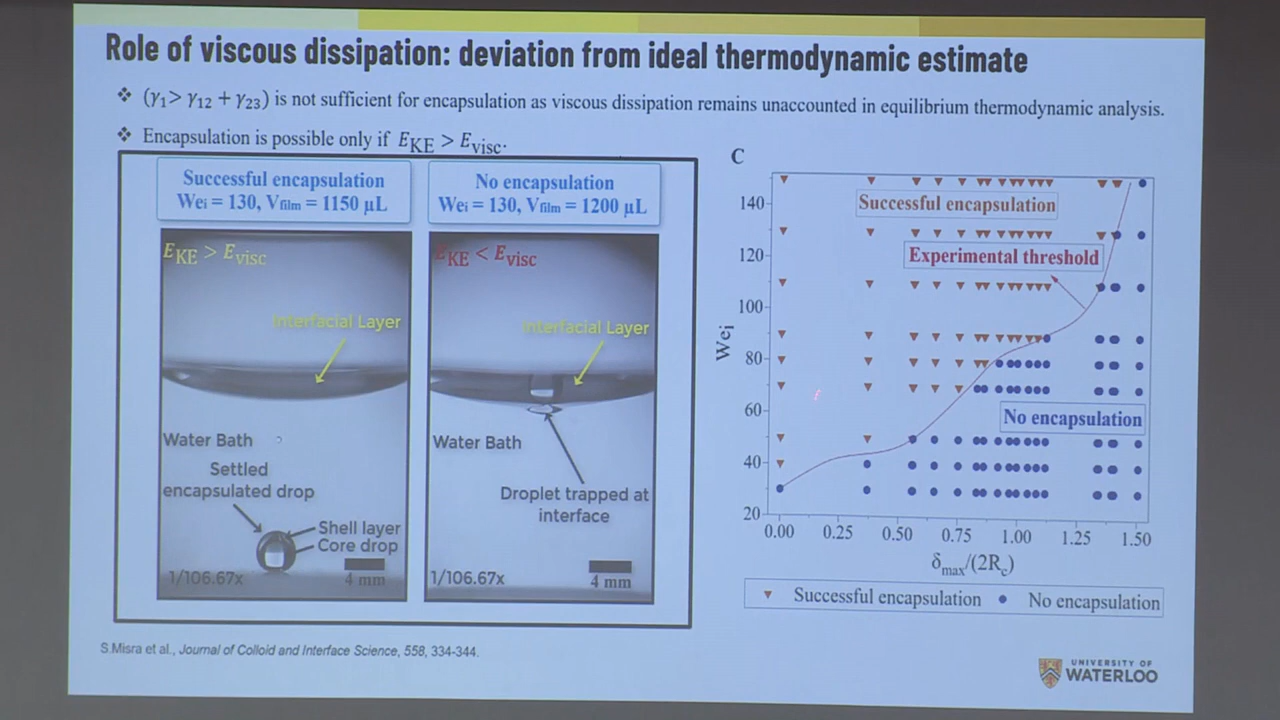 Role of viscous dissipation: deviation from ideal thermodynamic estimate
❖ (γ₁> γ₁₂ + γ₂₃) is not sufficient for encapsulation as viscous dissipation remains unaccounted in equilibrium thermodynamic analysis.
❖ Encapsulation is possible only if E_KE > E_visc.
Successful encapsulation
Weᵢ = 130, V_film = 1150 µL
No encapsulation
Weᵢ = 130, V_film = 1200 µL
E_KE > E_visc
Interfacial Layer
Water Bath
Settled
encapsulated drop
Shell layer
Core drop
1/106.67x
4 mm
E_KE < E_visc
Interfacial Layer
Water Bath
Droplet trapped at
interface
1/106.67x
4 mm
C
Successful encapsulation
Experimental threshold
No encapsulation
Weᵢ
140
120
100
80
60
40
20
0.00 0.25 0.50 0.75 1.00 1.25 1.50
δ_max/(2R_c)
Successful encapsulation No encapsulation
S.Misra et al., Journal of Colloid and Interface Science, 558, 334-344.
UNIVERSITY OF
WATERLOO